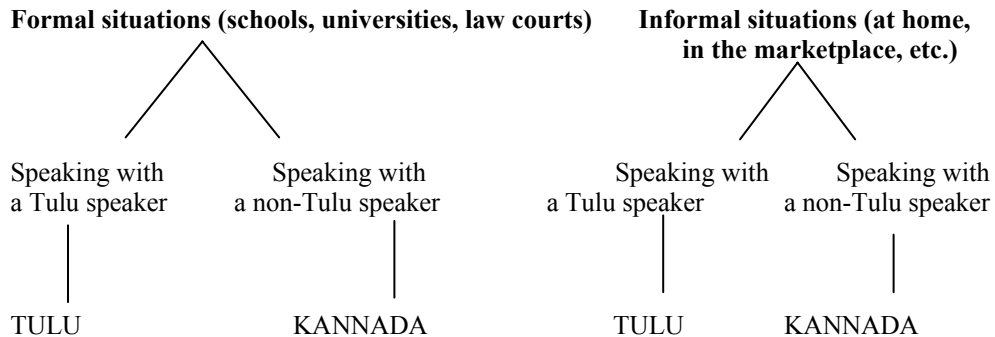 Formal situations (schools, universities, law courts)
Informal situations (at home,
in the marketplace, etc.)
Speaking with
a Tulu speaker
Speaking with
a non-Tulu speaker
Speaking with
a Tulu speaker
Speaking with
a non-Tulu speaker
TULU
KANNADA
TULU
KANNADA